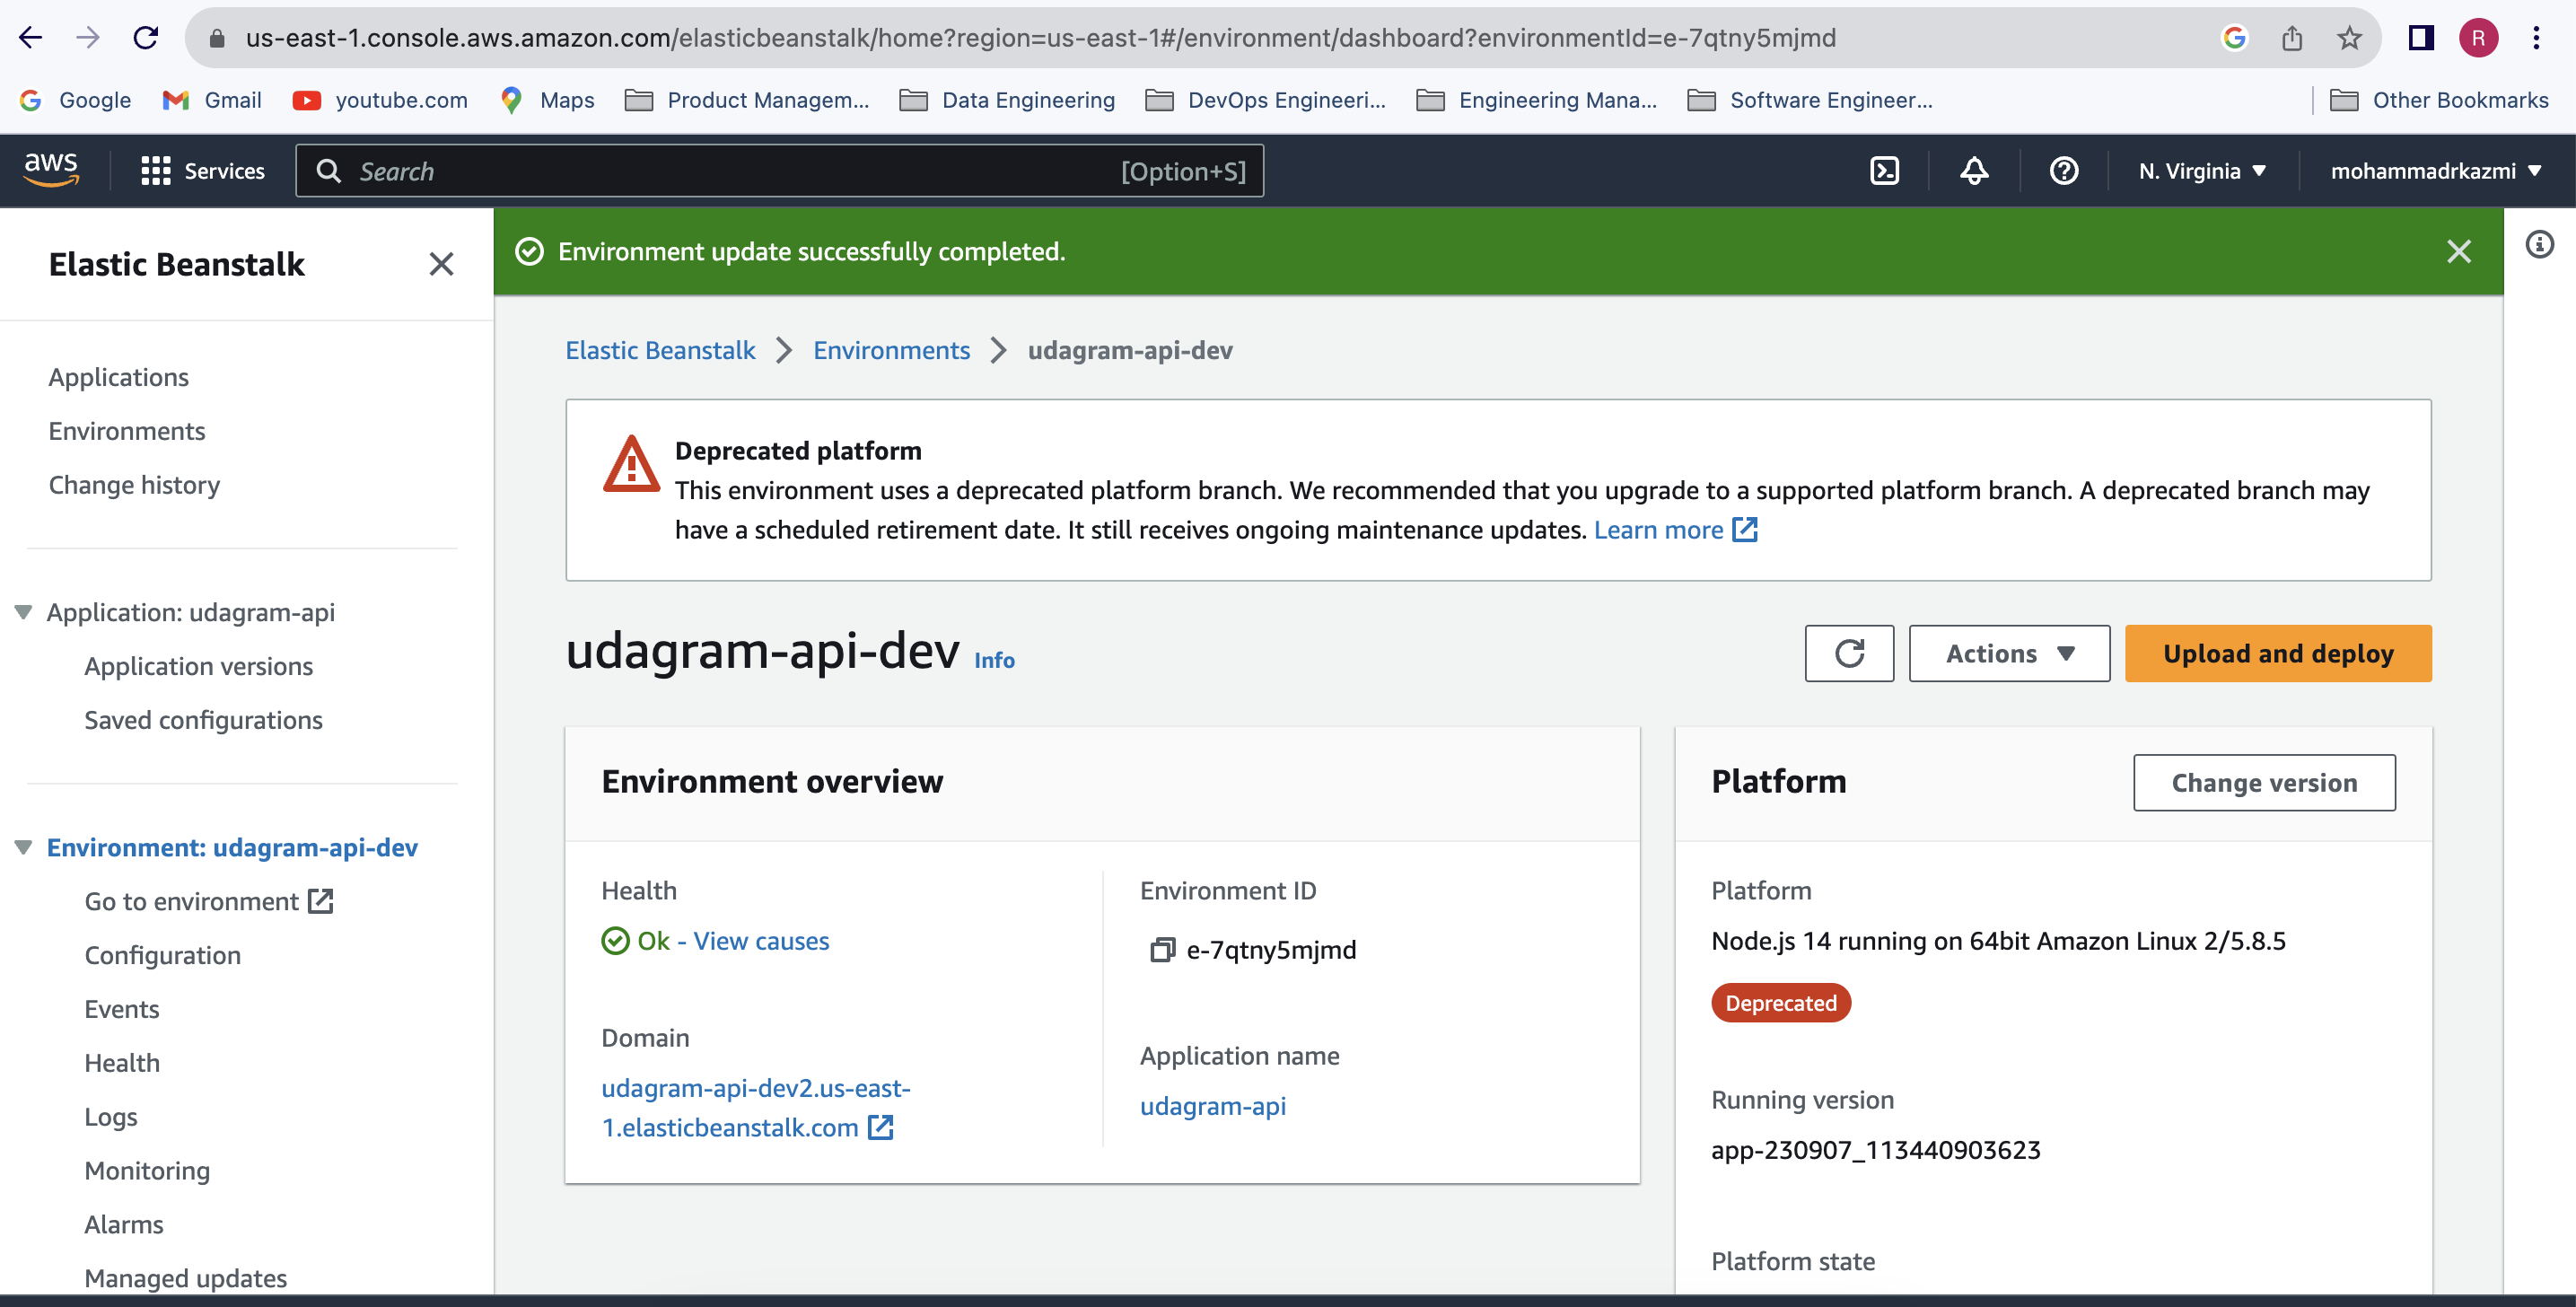 us-east-1.console.aws.amazon.com/elasticbeanstalk/home?region=us-east-1#/environment/dashboard?environmentId=e-7qtny5mjmd
R
Google
Gmail
youtube.com
Maps
Product Managem...
Data Engineering
DevOps Engineeri...
Engineering Mana...
Software Engineer...
Other Bookmarks
aws
Services
Search
[Option+S]
N. Virginia
mohammadrkazmi
Elastic Beanstalk
Applications
Environments
Change history
Application: udagram-api
Application versions
Saved configurations
Environment: udagram-api-dev
Go to environment
Configuration
Events
Health
Logs
Monitoring
Alarms
Managed updates
Environment update successfully completed.
Elastic Beanstalk
Environments
udagram-api-dev
Deprecated platform
This environment uses a deprecated platform branch. We recommended that you upgrade to a supported platform branch. A deprecated branch may
have a scheduled retirement date. It still receives ongoing maintenance updates. Learn more
udagram-api-dev Info
Actions
Upload and deploy
Environment overview
Health
Ok - View causes
Domain
udagram-api-dev2.us-east-
1.elasticbeanstalk.com
Environment ID
e-7qtny5mjmd
Application name
udagram-api
Platform
Change version
Platform
Node.js 14 running on 64bit Amazon Linux 2/5.8.5
Deprecated
Running version
app-230907_113440903623
Platform state